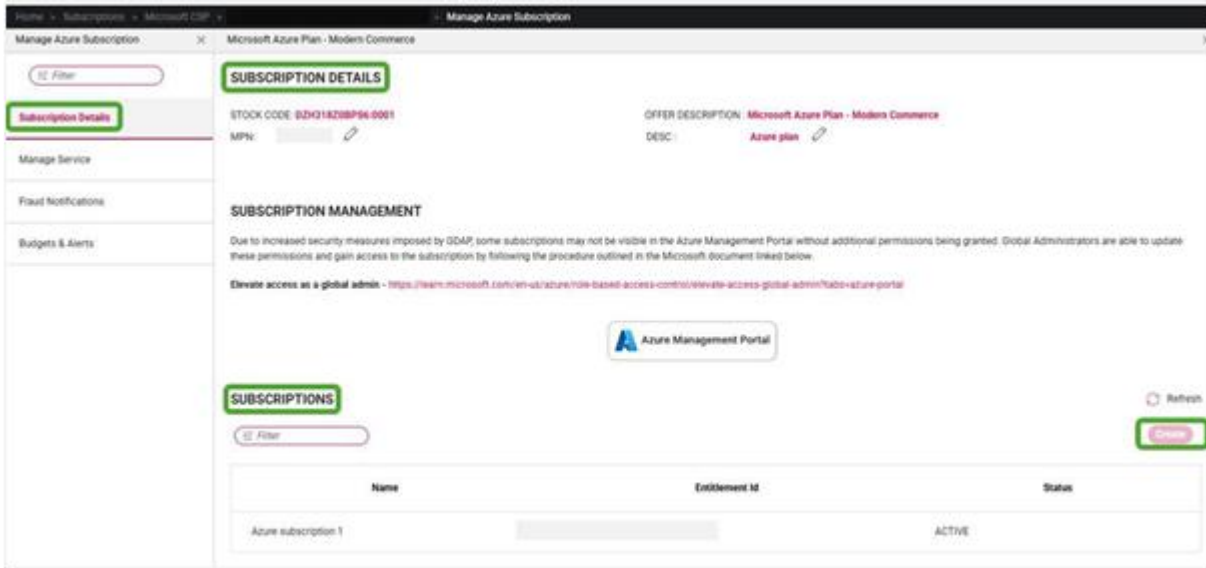 Home > Subscriptions > Microsoft CSP >
> Manage Azure Subscription
Manage Azure Subscription
Microsoft Azure Plan - Modern Commerce
Filter
Subscription Details
Manage Service
Fraud Notifications
Budgets & Alerts
SUBSCRIPTION DETAILS
STOCK CODE:
OFFER DESCRIPTION : Microsoft Azure Plan - Modern Commerce
MPN:
DESC : Azure plan
SUBSCRIPTION MANAGEMENT
Due to increased security measures imposed by GDAP, some subscriptions may not be visible in the Azure Management Portal without additional permissions being granted. Global Administrators are able to update
these permissions and gain access to the subscription by following the procedure outlined in the Microsoft document linked below.
Elevate access as a global admin - https://learn.microsoft.com/en-us/azure/role-based-access-control/elevate-access-global-admin?tabs=azure-portal
Azure Management Portal
SUBSCRIPTIONS
Refresh
Filter
Create
Name Entitlement Id Status
Azure subscription 1 ACTIVE